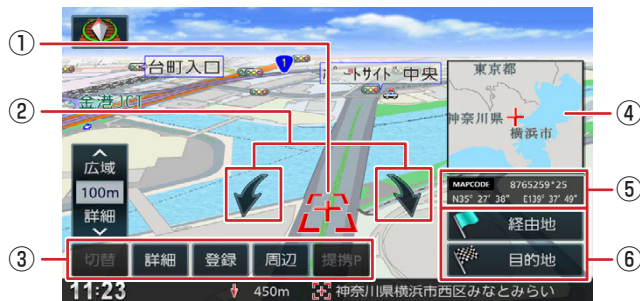 ①
②
③
④
⑤
⑥
台町入口
1
ポートサイト 中央
金港JCT
東京都
神奈川県
横浜市
広域
100m
詳細
MAPCODE 8765259*25
N35° 27' 38" E139° 37' 49"
経由地
目的地
切替 詳細 登録 周辺 提携P
11:23 450m 神奈川県横浜市西区みなとみらい